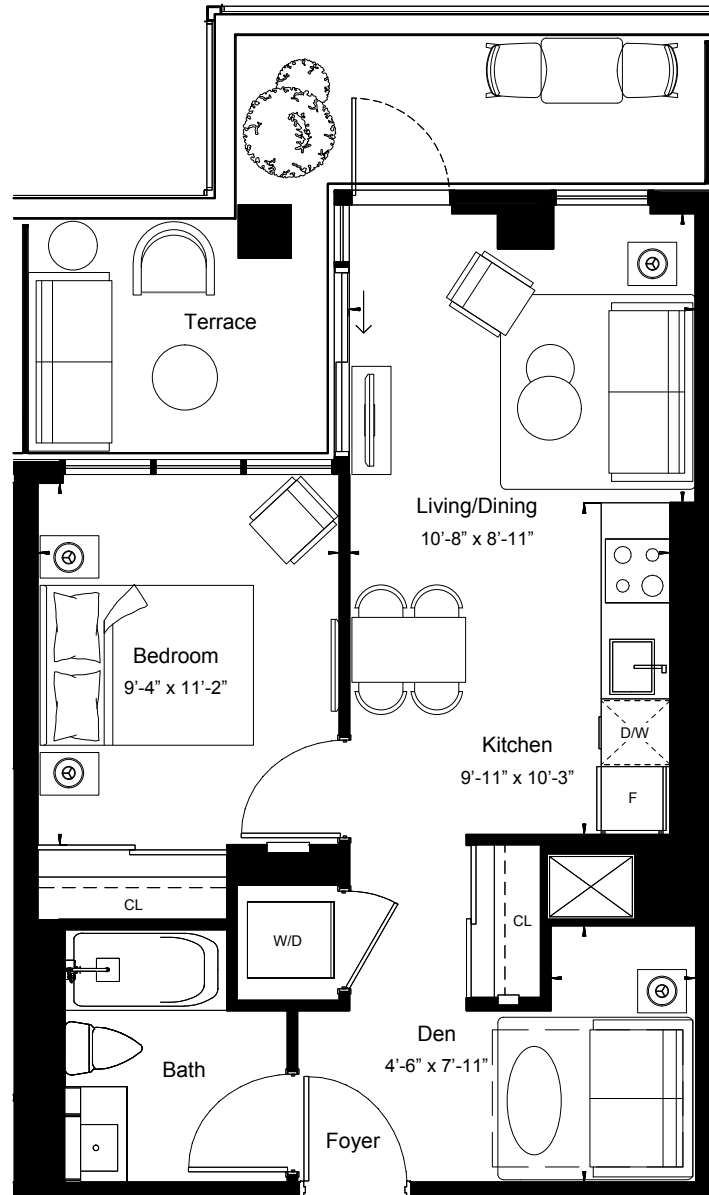 Terrace
Living/Dining
10’-8” x 8’-11”
Bedroom
9’-4” x 11’-2”
D/W
Kitchen
9’-11” x 10’-3”
F
CL
CL
W/D
Den
4’-6” x 7’-11”
Bath
Foyer